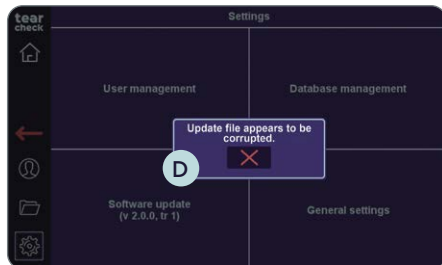 tear
check
Settings
User management
Database management
Update file appears to be
corrupted.
D
Software update
(v 2.0.0, tr 1)
General settings